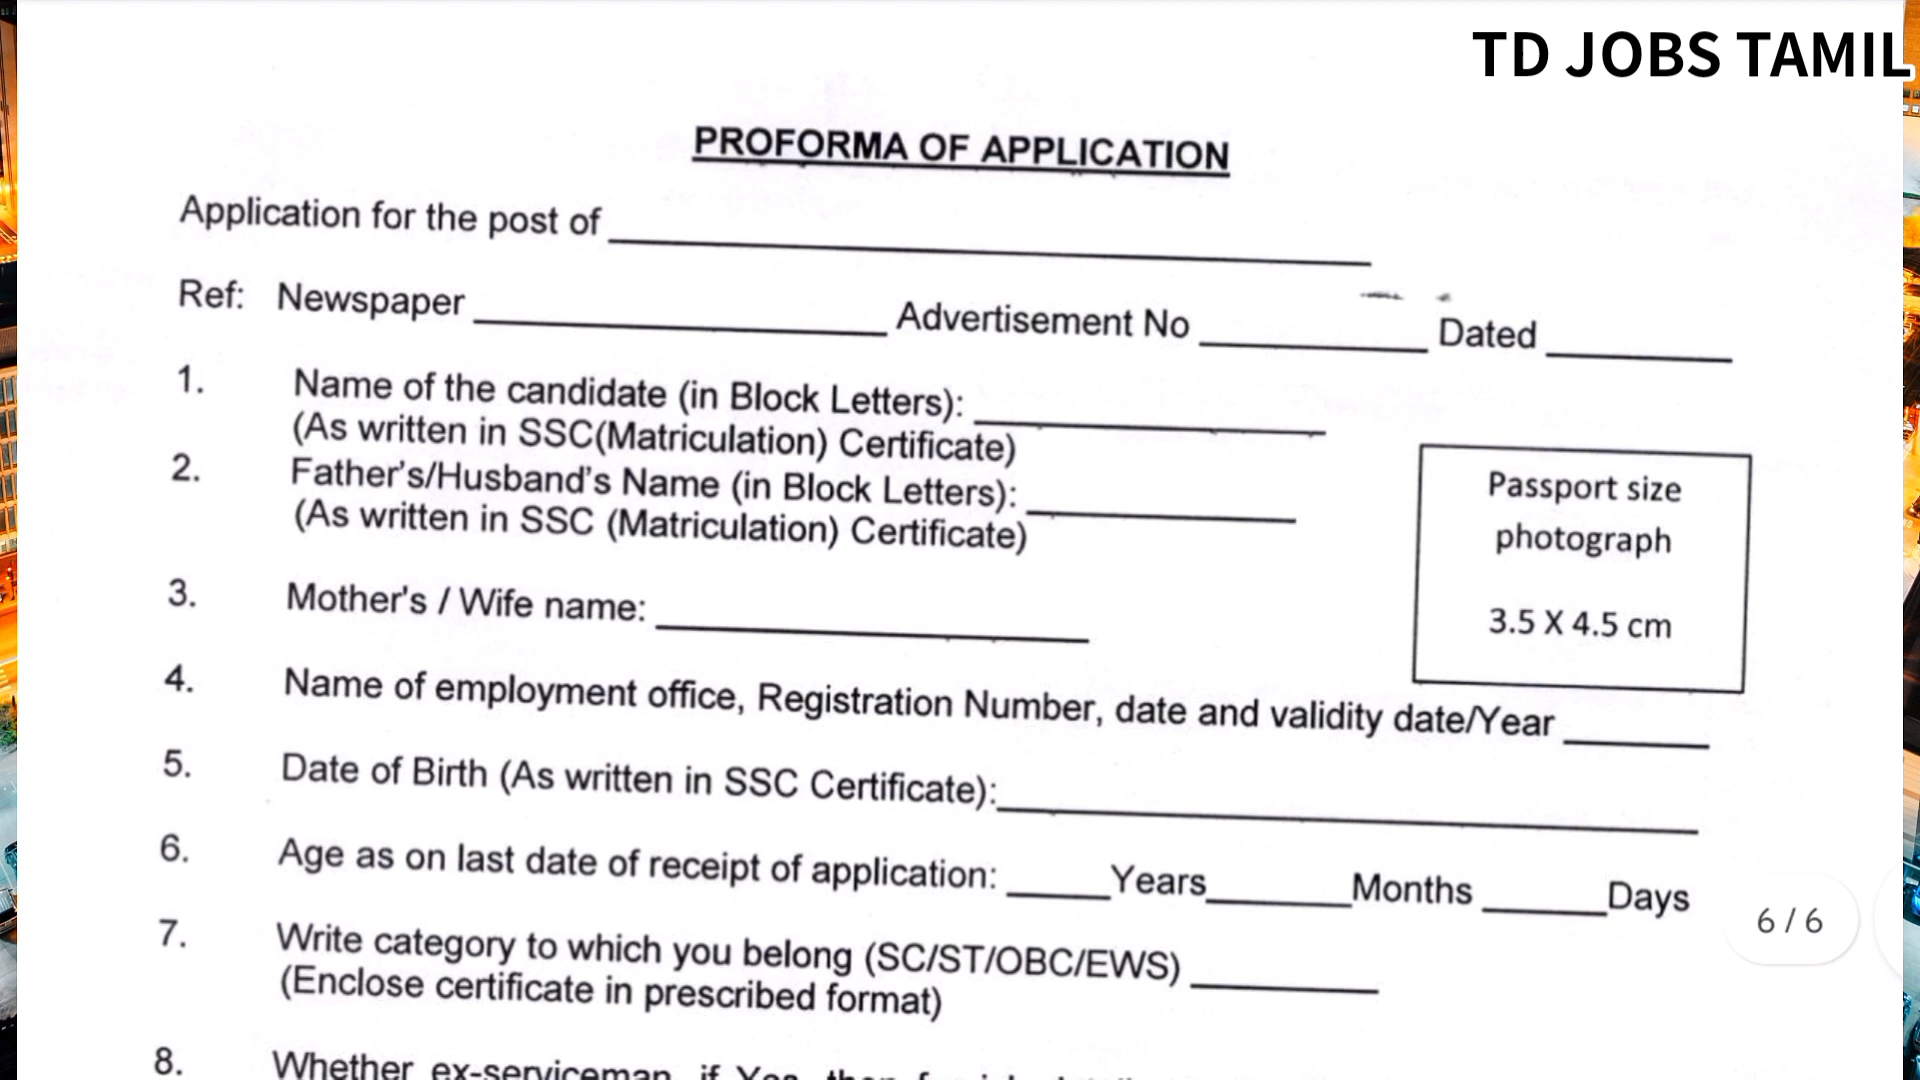 TD JOBS TAMIL
PROFORMA OF APPLICATION
Application for the post of
Ref: Newspaper Advertisement No Dated
1. Name of the candidate (in Block Letters):
(As written in SSC(Matriculation) Certificate)
2. Father's/Husband's Name (in Block Letters):
(As written in SSC (Matriculation) Certificate)
Passport size
photograph
3.5 X 4.5 cm
3. Mother's / Wife name:
4. Name of employment office, Registration Number, date and validity date/Year
5. Date of Birth (As written in SSC Certificate):
6. Age as on last date of receipt of application: Years Months Days
6 / 6
7. Write category to which you belong (SC/ST/OBC/EWS)
(Enclose certificate in prescribed format)
8. Whether ex-serviceman, if Yes, then